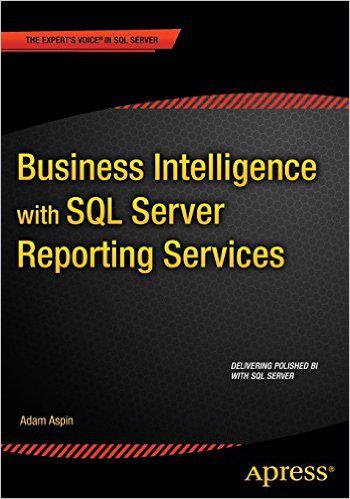 THE EXPERT'S VOICE® IN SQL SERVER
Business Intelligence
with SQL Server
Reporting Services
DELIVERING POLISHED BI
WITH SQL SERVER
Adam Aspin
Apress®